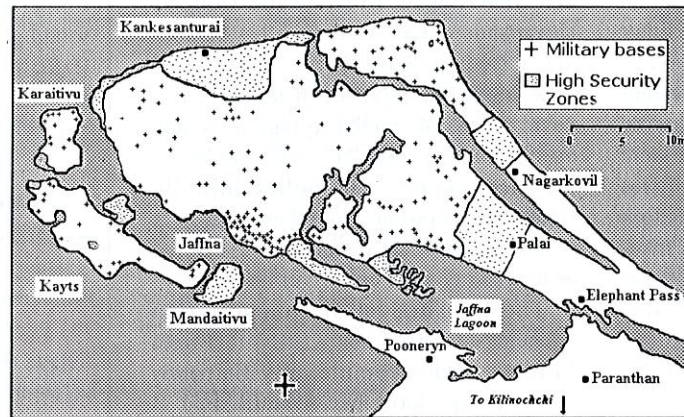 Kankesanturai
Military bases
High Security
Zones
0 5 10m
Karaitivu
Nagarkovil
Jaffna
Palai
Kayts
Mandaitivu
Elephant Pass
Jaffna
Lagoon
Pooneryn
Paranthan
To Kilinochchi